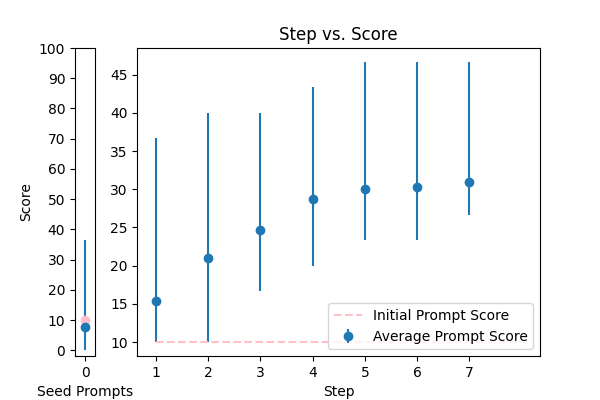 Step vs. Score
Score
100
90
80
70
60
50
40
30
20
10
0
0
Seed Prompts
45
40
35
30
25
20
15
10
1 2 3 4 5 6 7
Step
Initial Prompt Score
Average Prompt Score